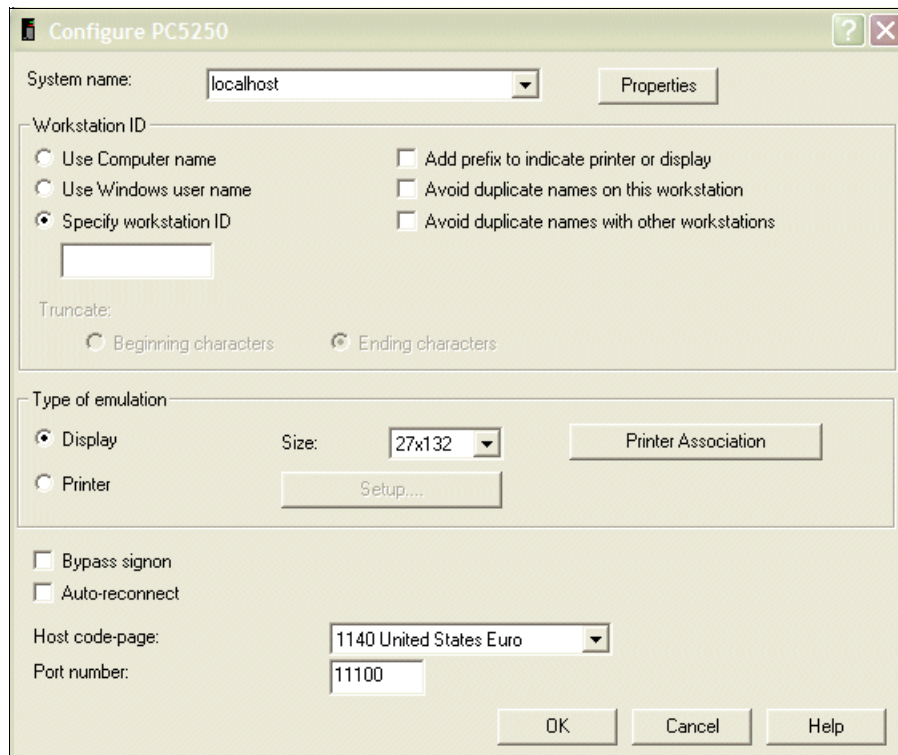 Configure PC5250
System name: localhost Properties
Workstation ID
Use Computer name Add prefix to indicate printer or display
Use Windows user name Avoid duplicate names on this workstation
Specify workstation ID Avoid duplicate names with other workstations
Truncate:
Beginning characters Ending characters
Type of emulation
Display Size: 27x132 Printer Association
Printer Setup....
Bypass signon
Auto-reconnect
Host code-page: 1140 United States Euro
Port number: 11100
OK Cancel Help